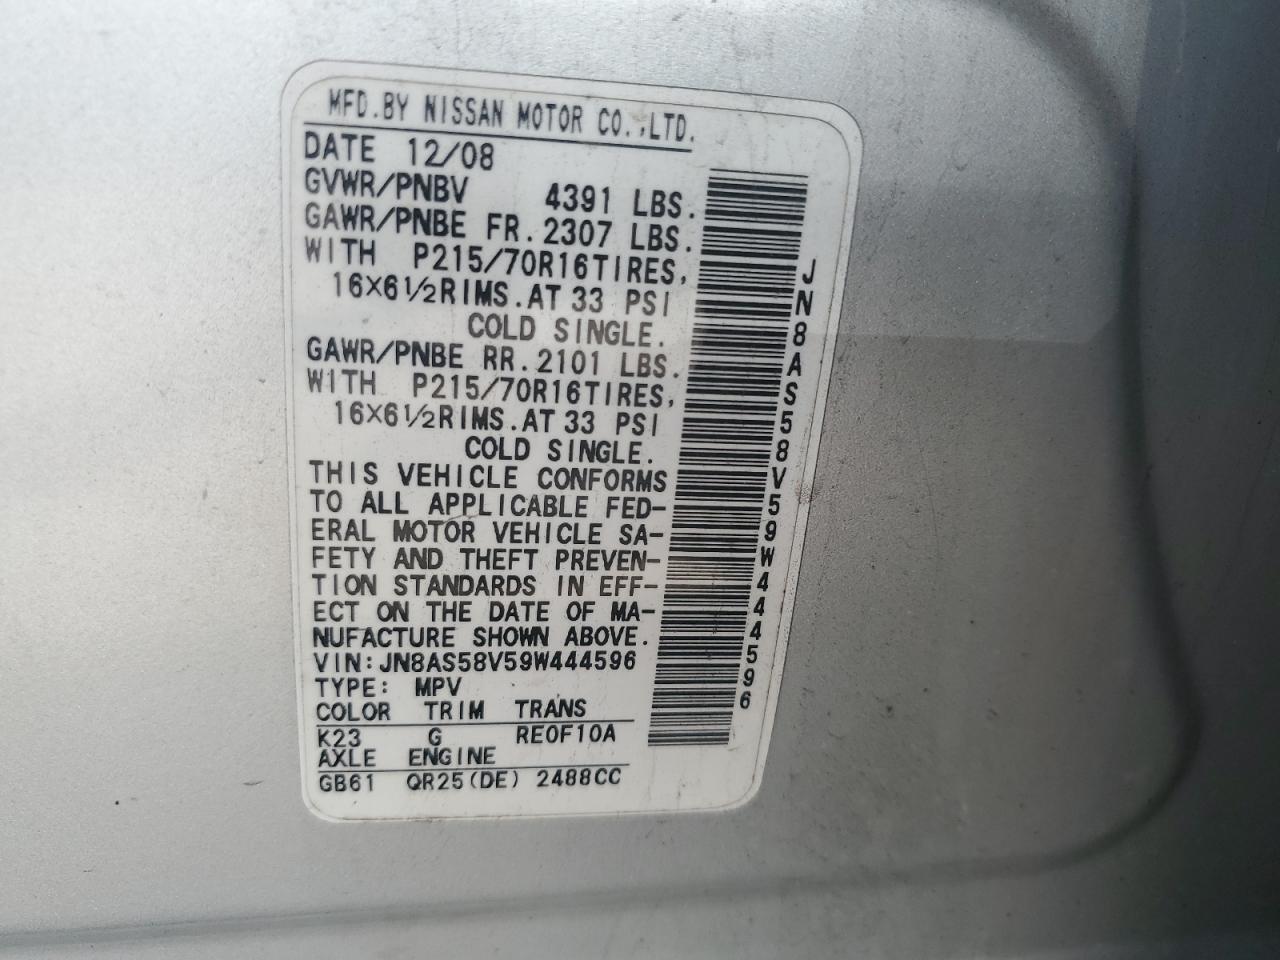 MFD.BY NISSAN MOTOR CO.,LTD.
DATE 12/08
GVWR/PNBV 4391 LBS.
GAWR/PNBE FR.2307 LBS.
WITH P215/70R16TIRES,
16X6½RIMS.AT 33 PSI
COLD SINGLE.
GAWR/PNBE RR.2101 LBS.
WITH P215/70R16TIRES,
16X6½RIMS.AT 33 PSI
COLD SINGLE.
THIS VEHICLE CONFORMS
TO ALL APPLICABLE FED-
ERAL MOTOR VEHICLE SA-
FETY AND THEFT PREVEN-
TION STANDARDS IN EFF-
ECT ON THE DATE OF MA-
NUFACTURE SHOWN ABOVE.
VIN:JN8AS58V59W444596
TYPE: MPV
COLOR TRIM TRANS
K23 G RE0F10A
AXLE ENGINE
GB61 QR25(DE) 2488CC
JN8AS58V59W444596